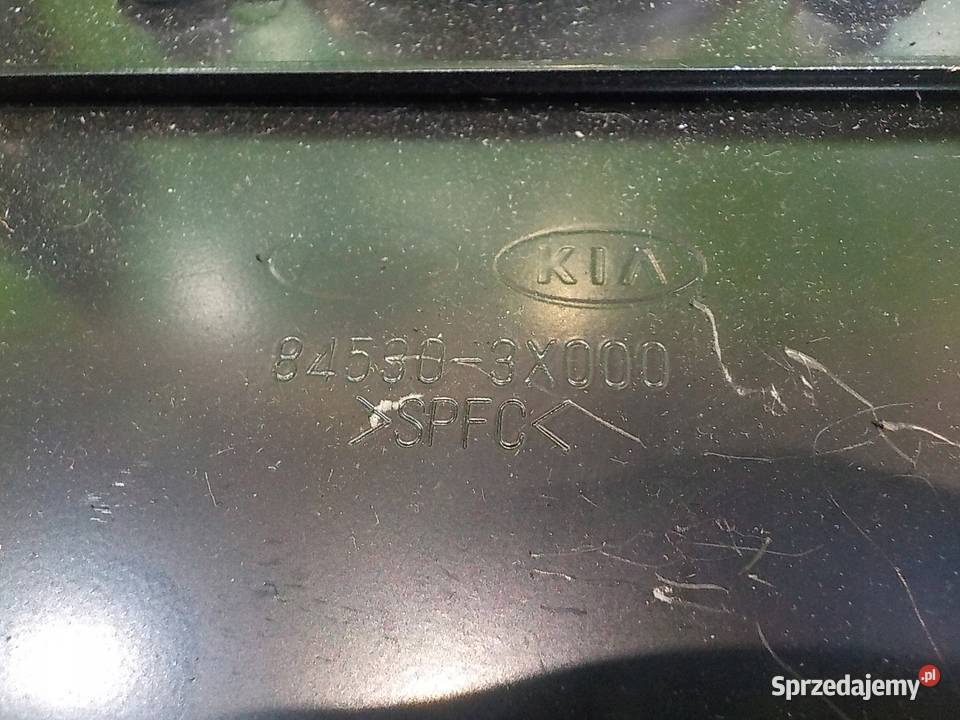 KIA
84530-3X000
>SPFC<
Sprzedajemy.pl